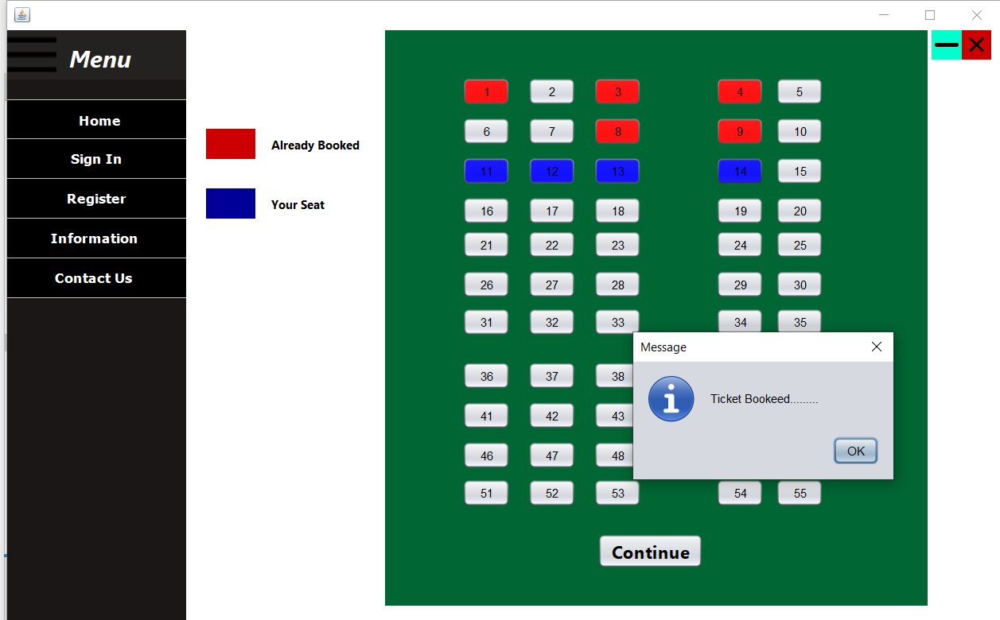 Menu
Home
Sign In
Register
Information
Contact Us
Already Booked
Your Seat
1 2 3 4 5
6 7 8 9 10
11 12 13 14 15
16 17 18 19 20
21 22 23 24 25
26 27 28 29 30
31 32 33 34 35
36 37 38
41 42 43
46 47 48
51 52 53 54 55
Message
Ticket Bookeed.........
OK
Continue